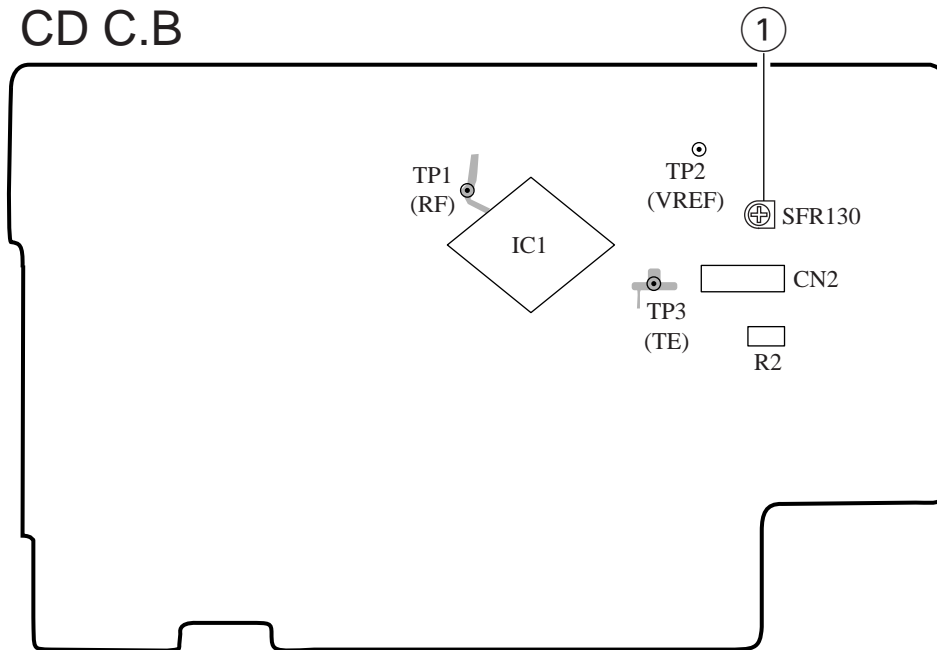 CD C.B
1
TP1
(RF)
TP2
(VREF)
SFR130
IC1
CN2
TP3
(TE)
R2